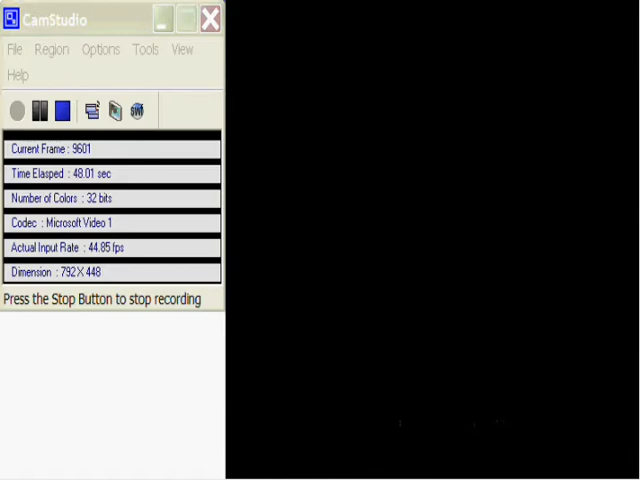 CamStudio
File Region Options Tools View
Help
SWF
Current Frame : 9601
Time Elasped : 48.01 sec
Number of Colors : 32 bits
Codec : Microsoft Video 1
Actual Input Rate : 44.85 fps
Dimension : 792 X 448
Press the Stop Button to stop recording